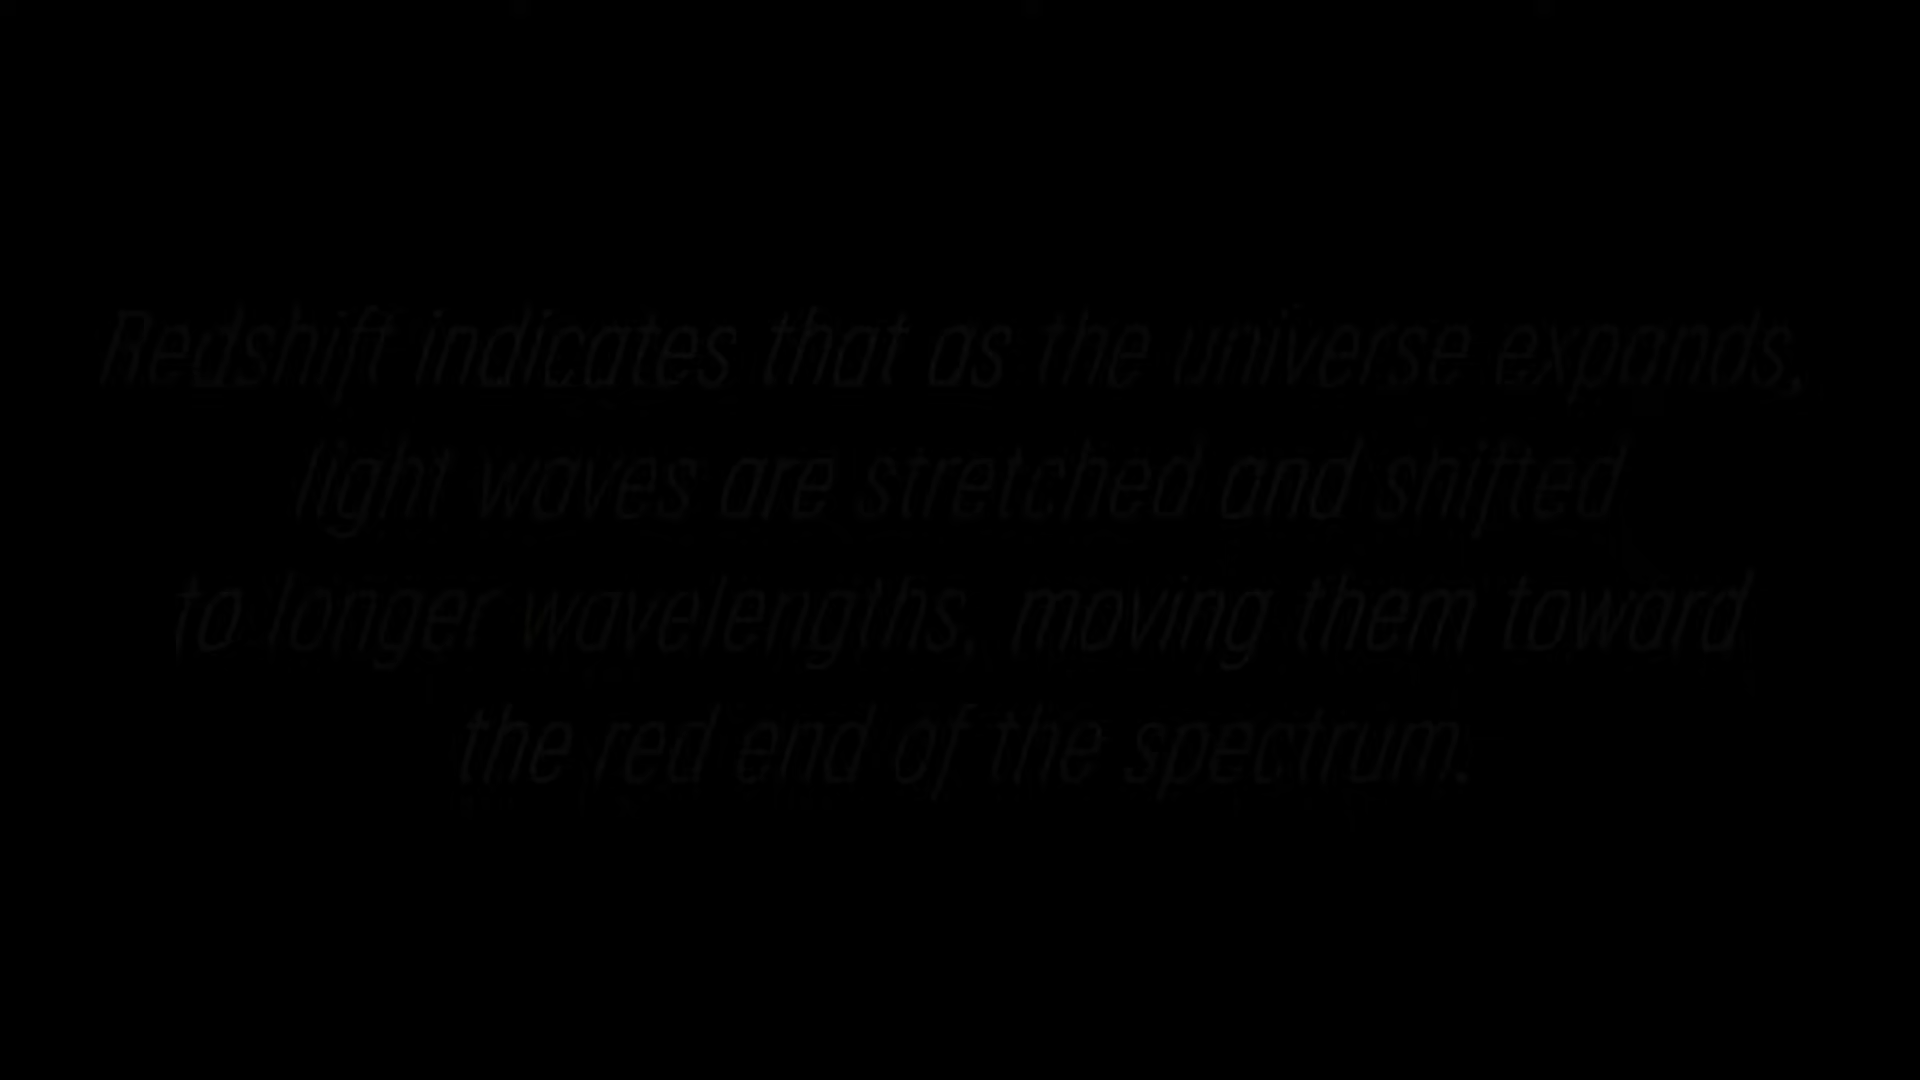 Redshift indicates that as the universe expands,
light waves are stretched and shifted
to longer wavelengths, moving them toward
the red end of the spectrum.